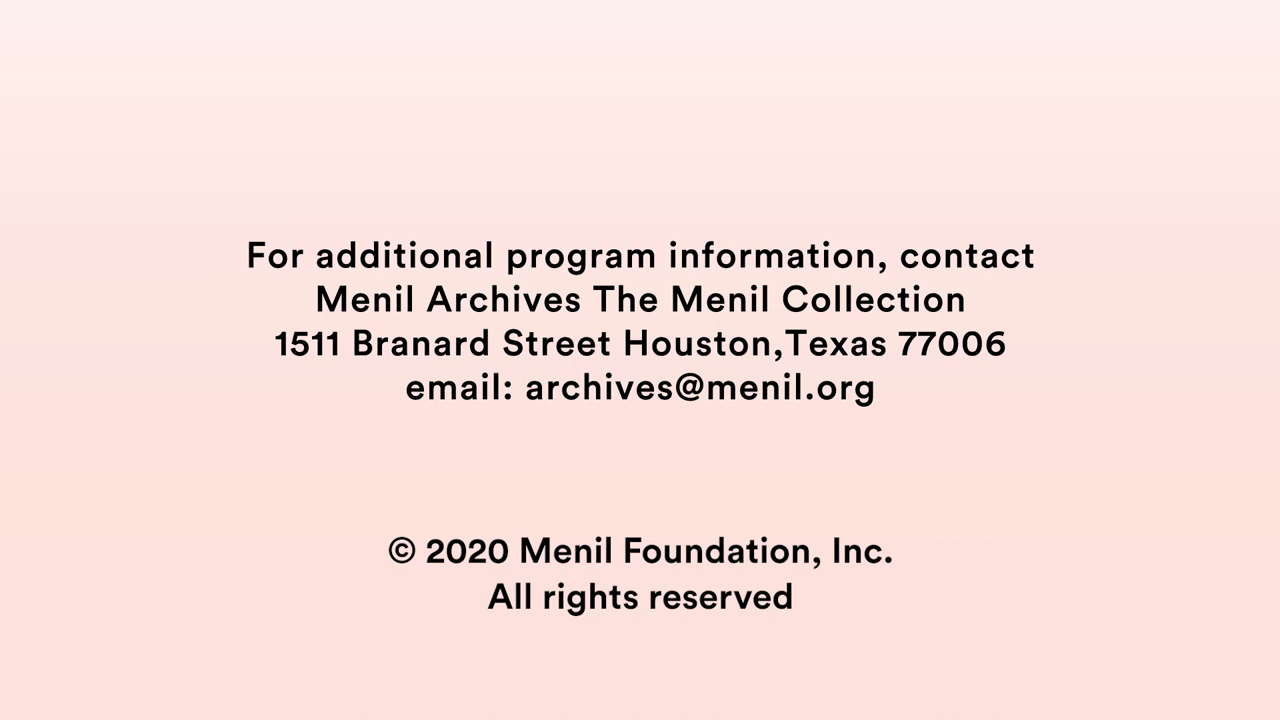 For additional program information, contact
Menil Archives The Menil Collection
1511 Branard Street Houston,Texas 77006
email: archives@menil.org
© 2020 Menil Foundation, Inc.
All rights reserved